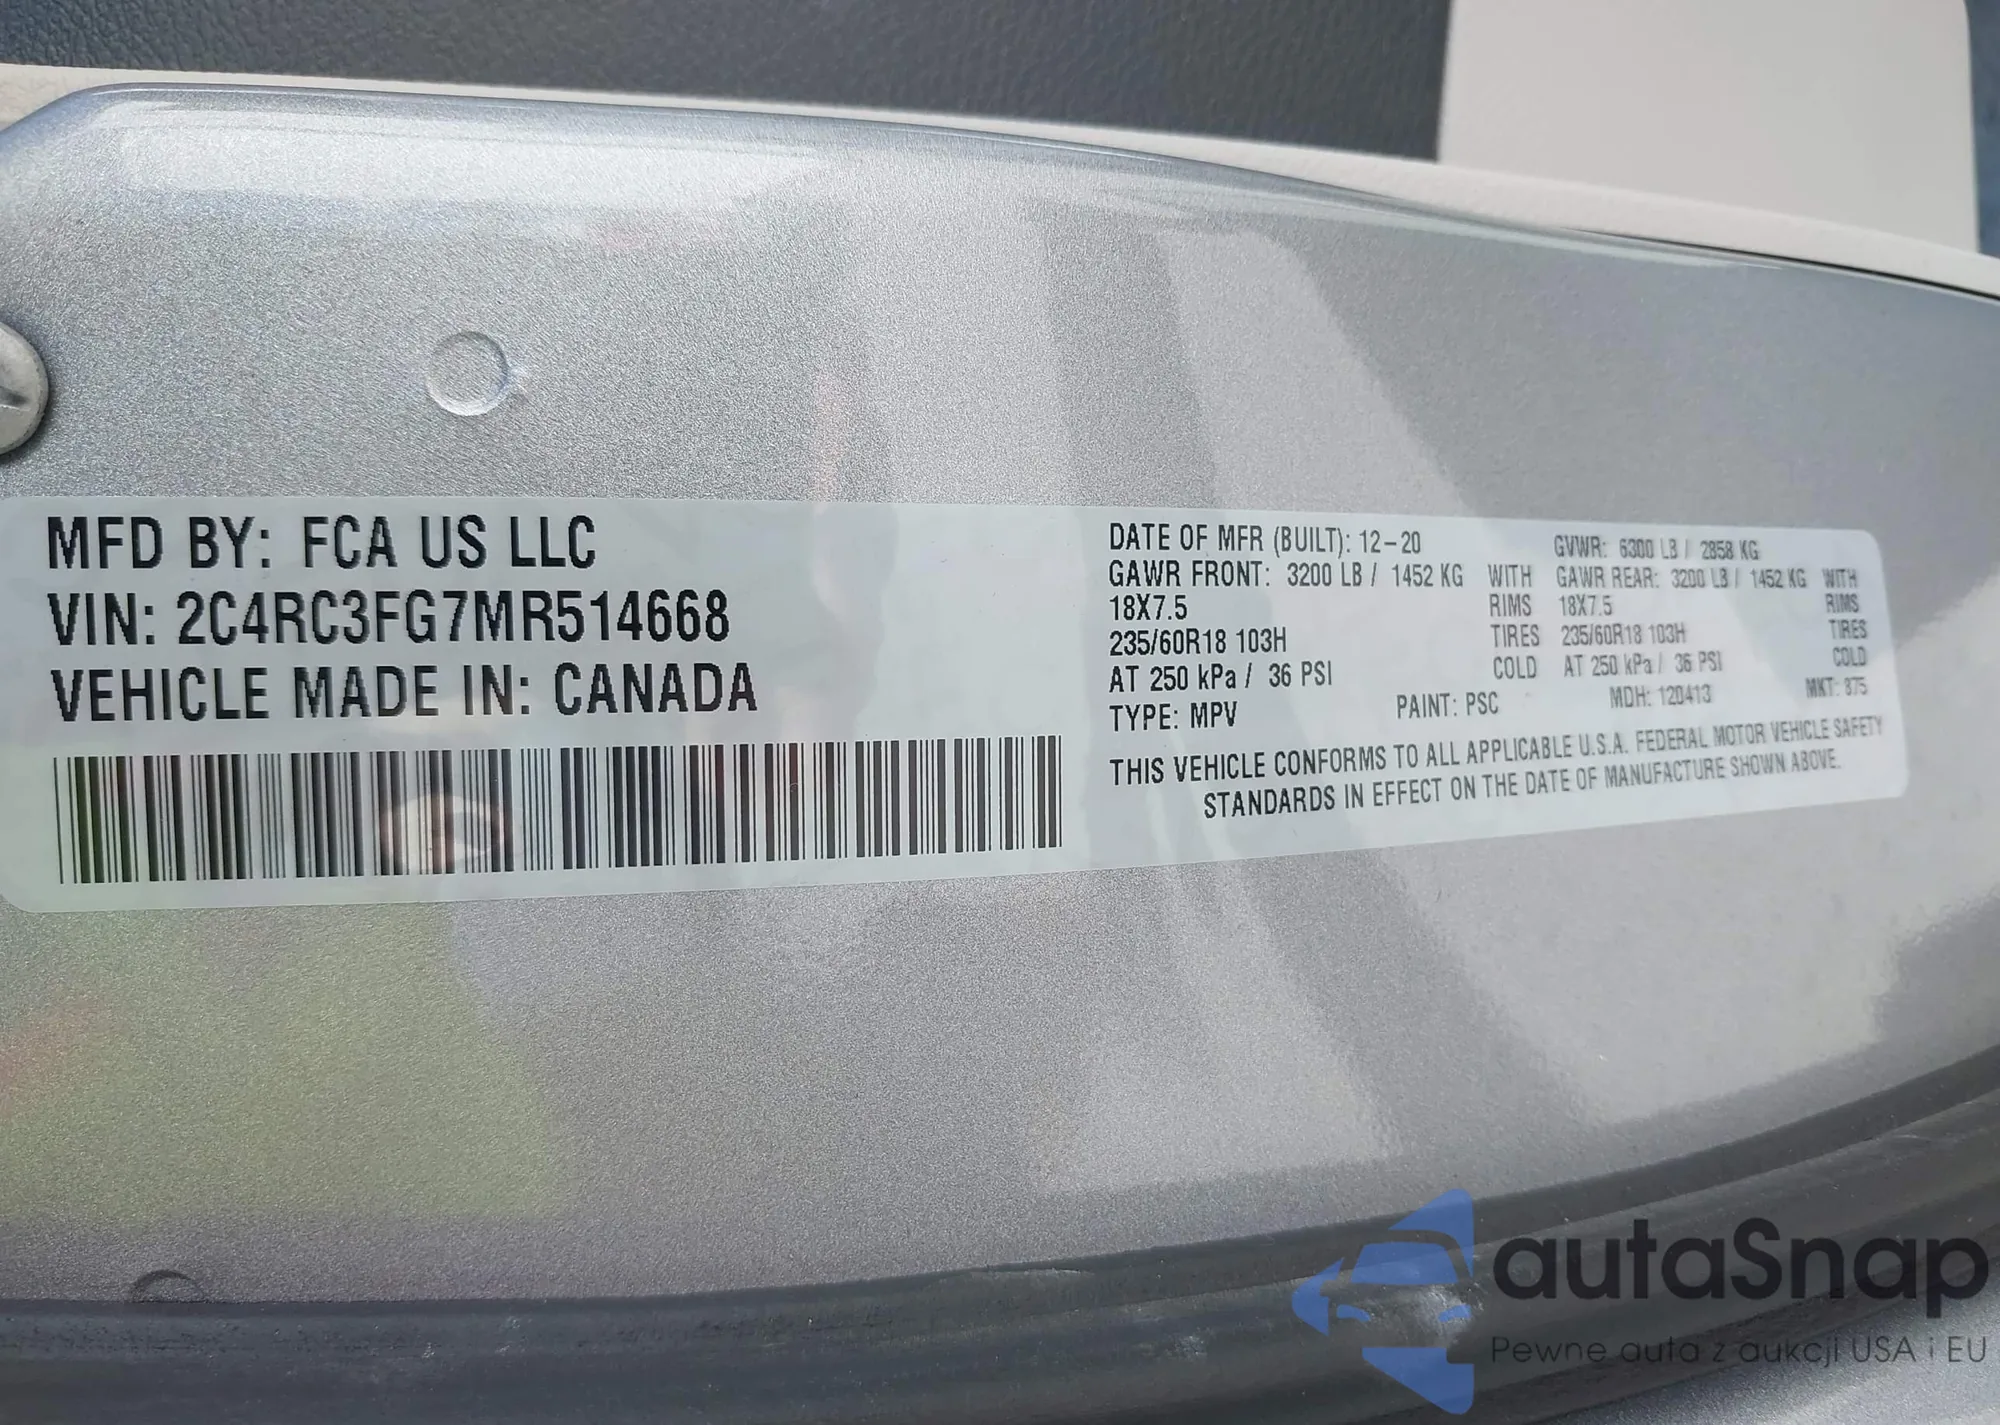 MFD BY: FCA US LLC
VIN: 2C4RC3FG7MR514668
VEHICLE MADE IN: CANADA
DATE OF MFR (BUILT): 12-20 GVWR: 6300 LB / 2858 KG
GAWR FRONT: 3200 LB / 1452 KG WITH GAWR REAR: 3200 LB / 1452 KG WITH
18X7.5 RIMS 18X7.5 RIMS
235/60R18 103H TIRES 235/60R18 103H TIRES
AT 250 kPa / 36 PSI COLD AT 250 kPa / 36 PSI COLD
TYPE: MPV PAINT: PSC MDH: 120413 MKT: 875
THIS VEHICLE CONFORMS TO ALL APPLICABLE U.S.A. FEDERAL MOTOR VEHICLE SAFETY
STANDARDS IN EFFECT ON THE DATE OF MANUFACTURE SHOWN ABOVE.
autaSnap
Pewne auta z aukcji USA i EU